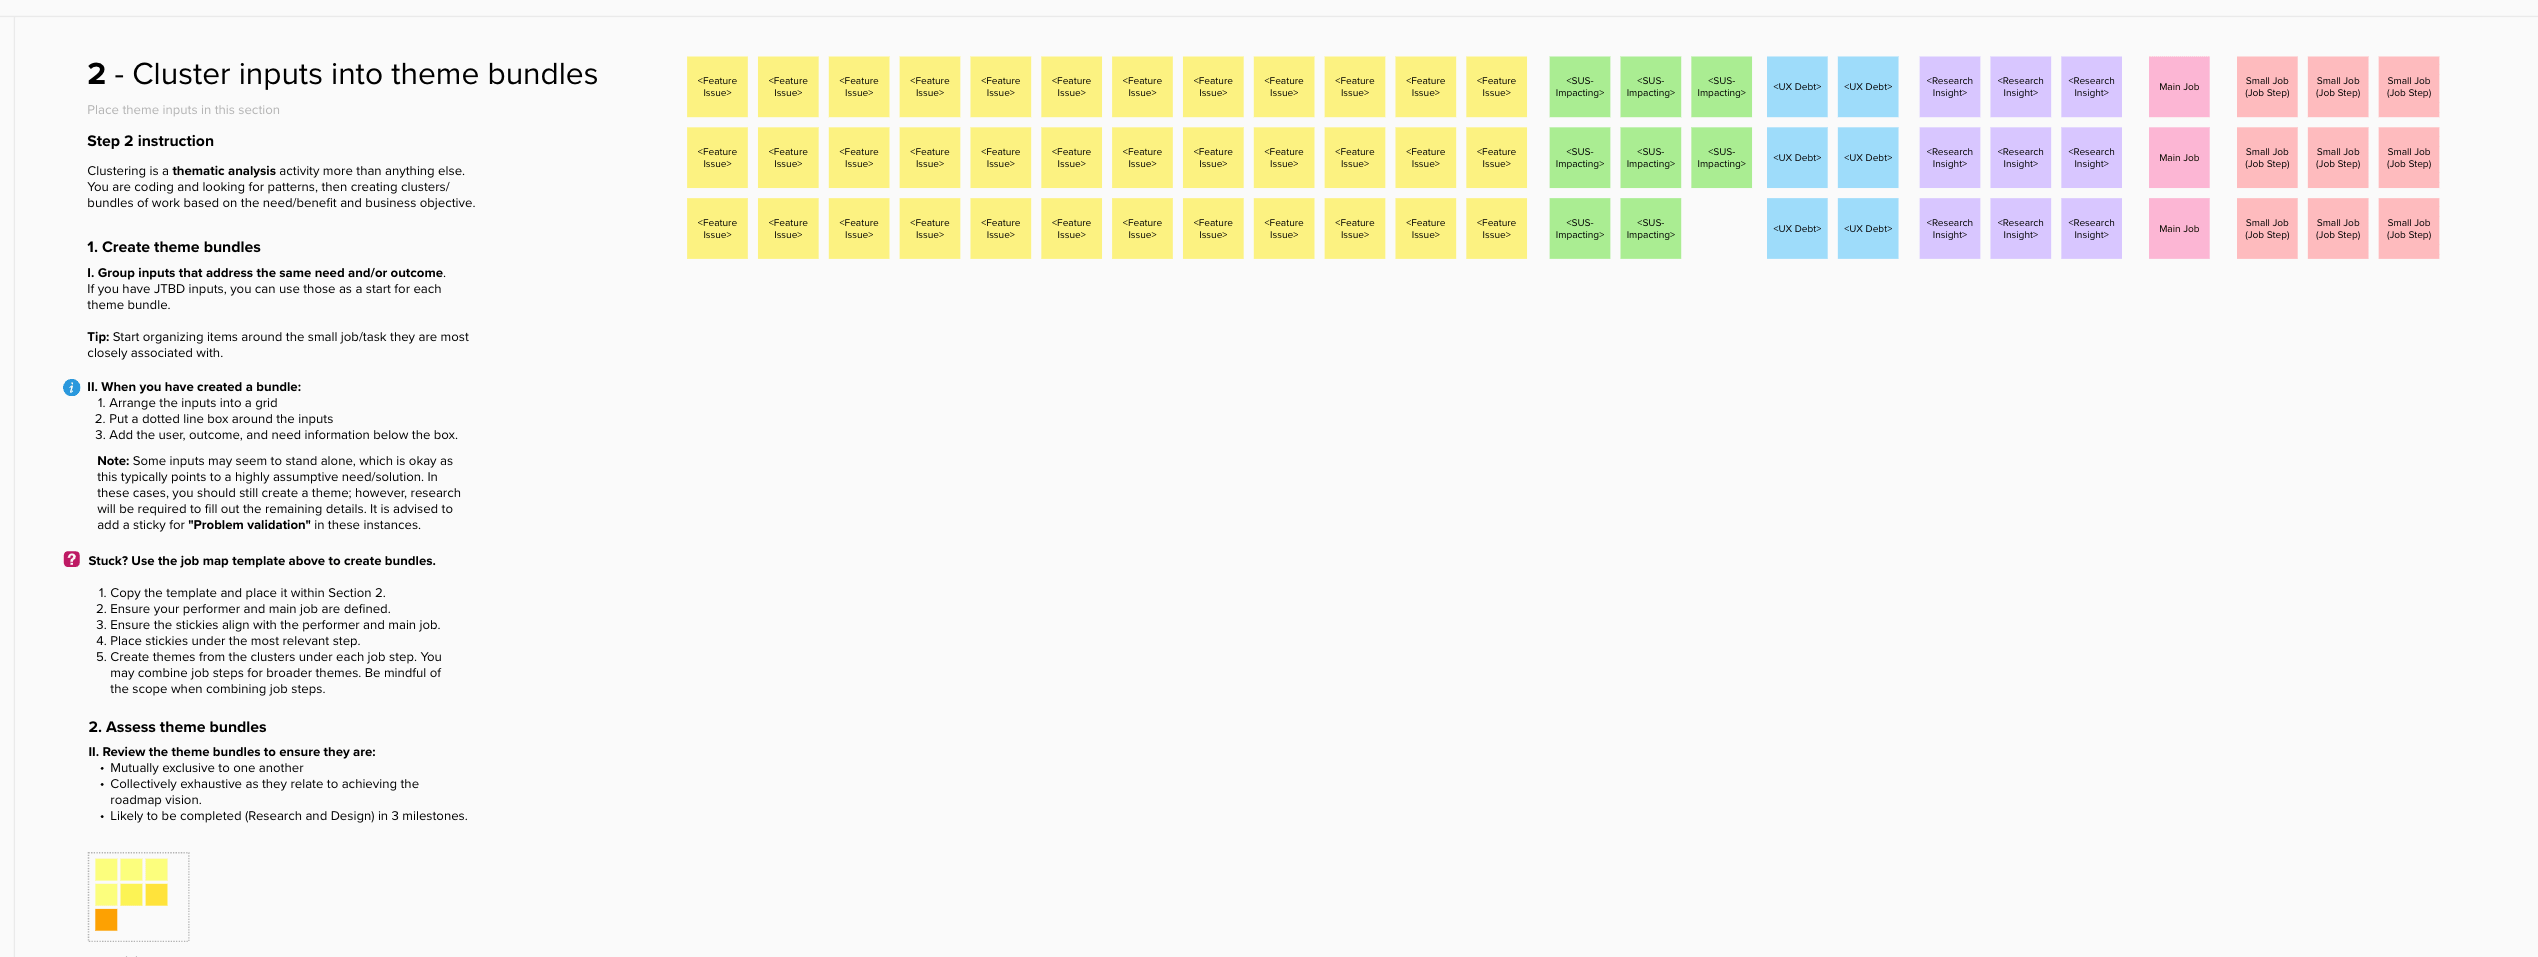 2 - Cluster inputs into theme bundles
Place theme inputs in this section
Step 2 instruction
Clustering is a thematic analysis activity more than anything else.
You are coding and looking for patterns, then creating clusters/
bundles of work based on the need/benefit and business objective.
1. Create theme bundles
I. Group inputs that address the same need and/or outcome.
If you have JTBD inputs, you can use those as a start for each
theme bundle.
Tip: Start organizing items around the small job/task they are most
closely associated with.
i
II. When you have created a bundle:
1. Arrange the inputs into a grid
2. Put a dotted line box around the inputs
3. Add the user, outcome, and need information below the box.
Note: Some inputs may seem to stand alone, which is okay as
this typically points to a highly assumptive need/solution. In
these cases, you should still create a theme; however, research
will be required to fill out the remaining details. It is advised to
add a sticky for "Problem validation" in these instances.
?
Stuck? Use the job map template above to create bundles.
1. Copy the template and place it within Section 2.
2. Ensure your performer and main job are defined.
3. Ensure the stickies align with the performer and main job.
4. Place stickies under the most relevant step.
5. Create themes from the clusters under each job step. You
may combine job steps for broader themes. Be mindful of
the scope when combining job steps.
2. Assess theme bundles
II. Review the theme bundles to ensure they are:
• Mutually exclusive to one another
• Collectively exhaustive as they relate to achieving the
roadmap vision.
• Likely to be completed (Research and Design) in 3 milestones.
<Feature <Feature <Feature <Feature <Feature <Feature <Feature <Feature <Feature <Feature <Feature <Feature <SUS- <SUS- <SUS- <UX Debt> <UX Debt> <Research <Research <Research Main Job Small Job Small Job Small Job
Issue> Issue> Issue> Issue> Issue> Issue> Issue> Issue> Issue> Issue> Issue> Issue> Impacting> Impacting> Impacting> Insight> Insight> Insight> (Job Step) (Job Step) (Job Step)
<Feature <Feature <Feature <Feature <Feature <Feature <Feature <Feature <Feature <Feature <Feature <Feature <SUS- <SUS- <SUS- <UX Debt> <UX Debt> <Research <Research <Research Main Job Small Job Small Job Small Job
Issue> Issue> Issue> Issue> Issue> Issue> Issue> Issue> Issue> Issue> Issue> Issue> Impacting> Impacting> Impacting> Insight> Insight> Insight> (Job Step) (Job Step) (Job Step)
<Feature <Feature <Feature <Feature <Feature <Feature <Feature <Feature <Feature <Feature <Feature <Feature <SUS- <SUS- <UX Debt> <UX Debt> <Research <Research <Research Main Job Small Job Small Job Small Job
Issue> Issue> Issue> Issue> Issue> Issue> Issue> Issue> Issue> Issue> Issue> Issue> Impacting> Impacting> Insight> Insight> Insight> (Job Step) (Job Step) (Job Step)